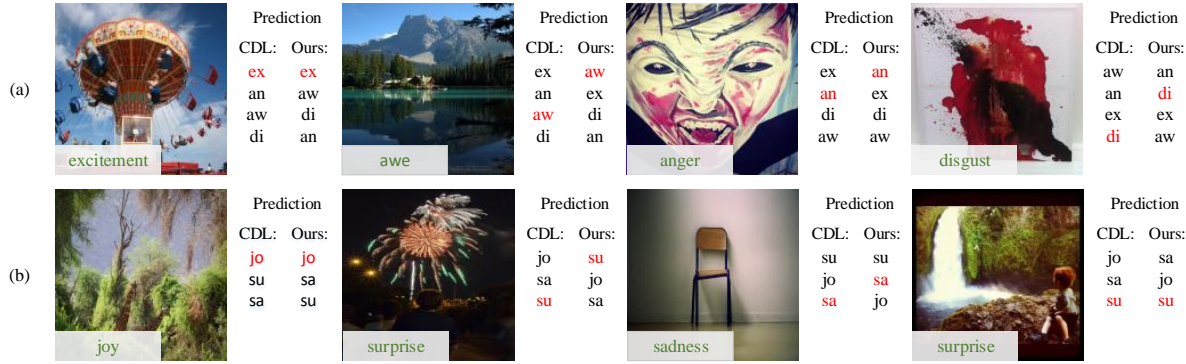 (a)
excitement
Prediction
CDL: Ours:
ex ex
an aw
aw di
di an
awe
Prediction
CDL: Ours:
ex aw
an ex
aw di
di an
anger
Prediction
CDL: Ours:
ex an
an ex
di di
aw aw
disgust
Prediction
CDL: Ours:
aw an
an di
ex ex
di aw
(b)
joy
Prediction
CDL: Ours:
jo jo
su sa
sa su
surprise
Prediction
CDL: Ours:
jo su
sa jo
su sa
sadness
Prediction
CDL: Ours:
su su
jo sa
sa jo
surprise
Prediction
CDL: Ours:
jo sa
sa jo
su su